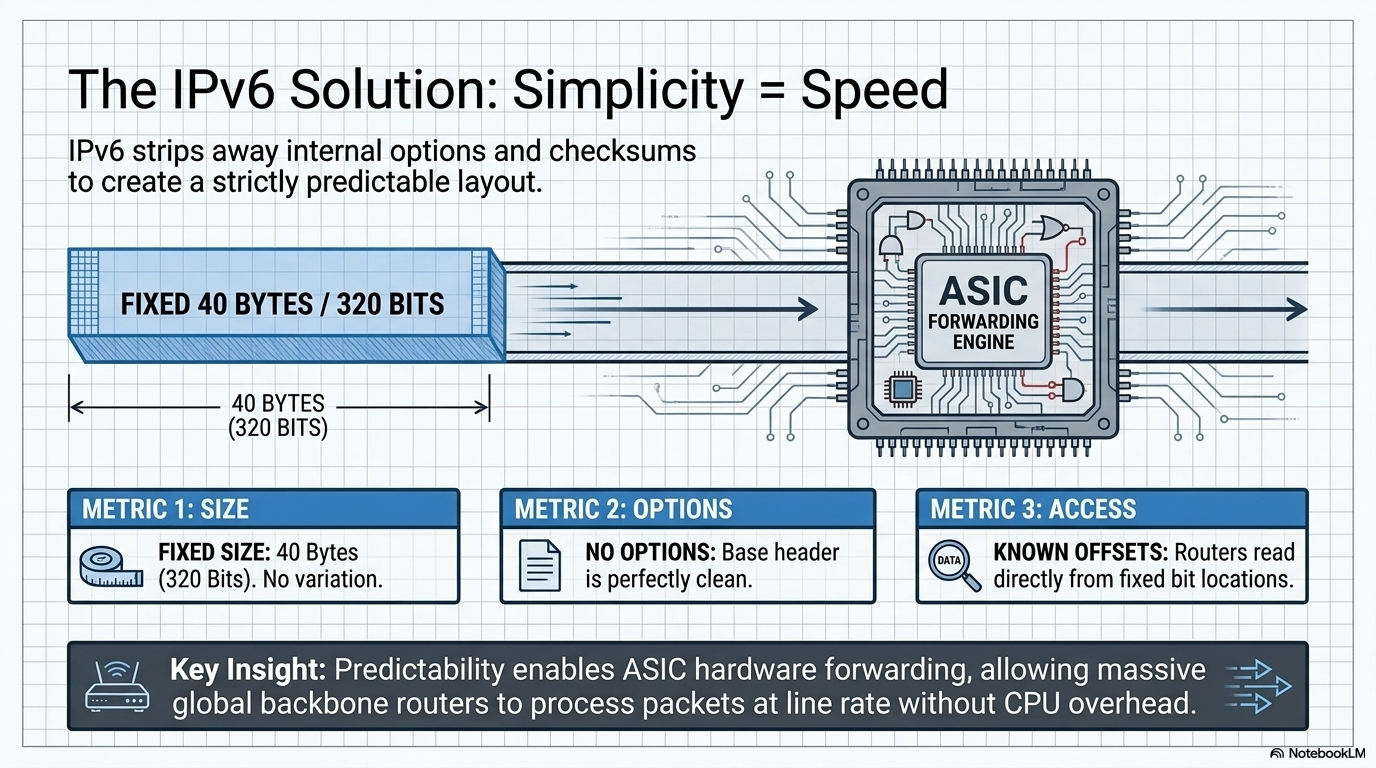 The IPv6 Solution: Simplicity = Speed
IPv6 strips away internal options and checksums
to create a strictly predictable layout.
FIXED 40 BYTES / 320 BITS
40 BYTES
(320 BITS)
ASIC
FORWARDING
ENGINE
METRIC 1: SIZE
FIXED SIZE: 40 Bytes
(320 Bits). No variation.
METRIC 2: OPTIONS
NO OPTIONS: Base header
is perfectly clean.
METRIC 3: ACCESS
DATA
KNOWN OFFSETS: Routers read
directly from fixed bit locations.
Key Insight: Predictability enables ASIC hardware forwarding, allowing massive
global backbone routers to process packets at line rate without CPU overhead.
NotebookLM